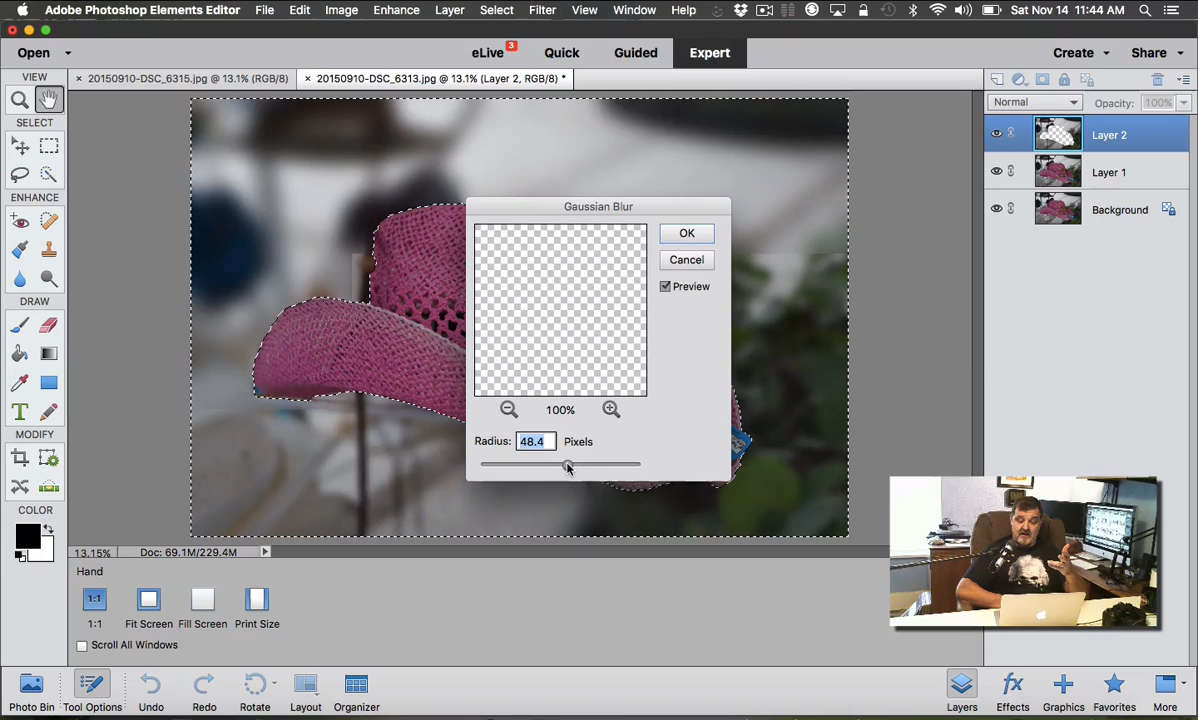 Adobe Photoshop Elements Editor File Edit Image Enhance Layer Select Filter View Window Help Sat Nov 14 11:44 AM
Open eLive 3 Quick Guided Expert Create Share
VIEW
× 20150910-DSC_6315.jpg @ 13.1% (RGB/8) × 20150910-DSC_6313.jpg @ 13.1% (Layer 2, RGB/8) *
Normal Opacity: 100%
SELECT
Layer 2
Layer 1
ENHANCE
Gaussian Blur
Background
OK
Cancel
Preview
DRAW
100%
MODIFY
Radius: 48.4 Pixels
COLOR
13.15% Doc: 69.1M/229.4M
Hand
1:1
1:1 Fit Screen Fill Screen Print Size
Scroll All Windows
Photo Bin Tool Options Undo Redo Rotate Layout Organizer Layers Effects Graphics Favorites More